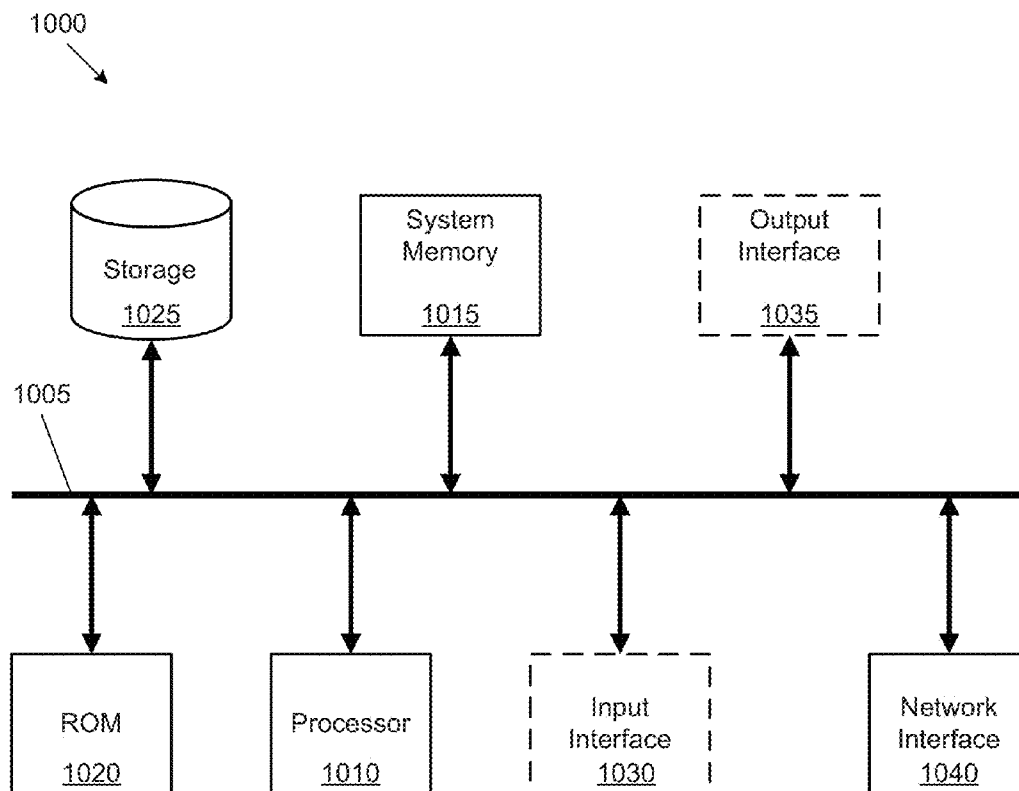 1000
Storage
1025
System
Memory
1015
Output
Interface
1035
1005
ROM
1020
Processor
1010
Input
Interface
1030
Network
Interface
1040